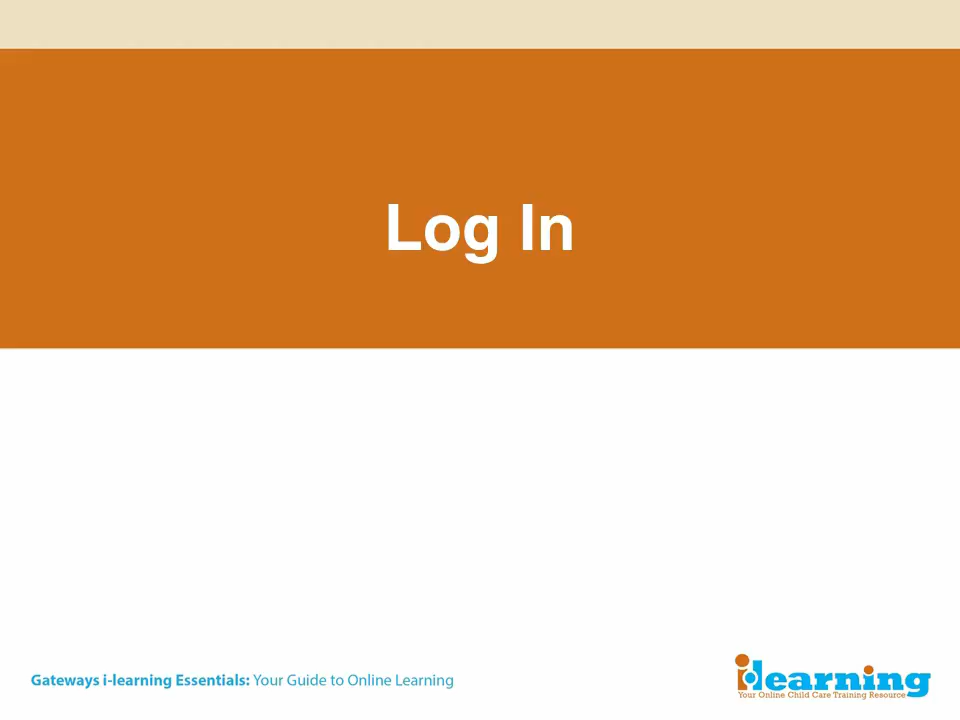 Log In
Gateways i-learning Essentials: Your Guide to Online Learning
ilearning
Your Online Child Care Training Resource